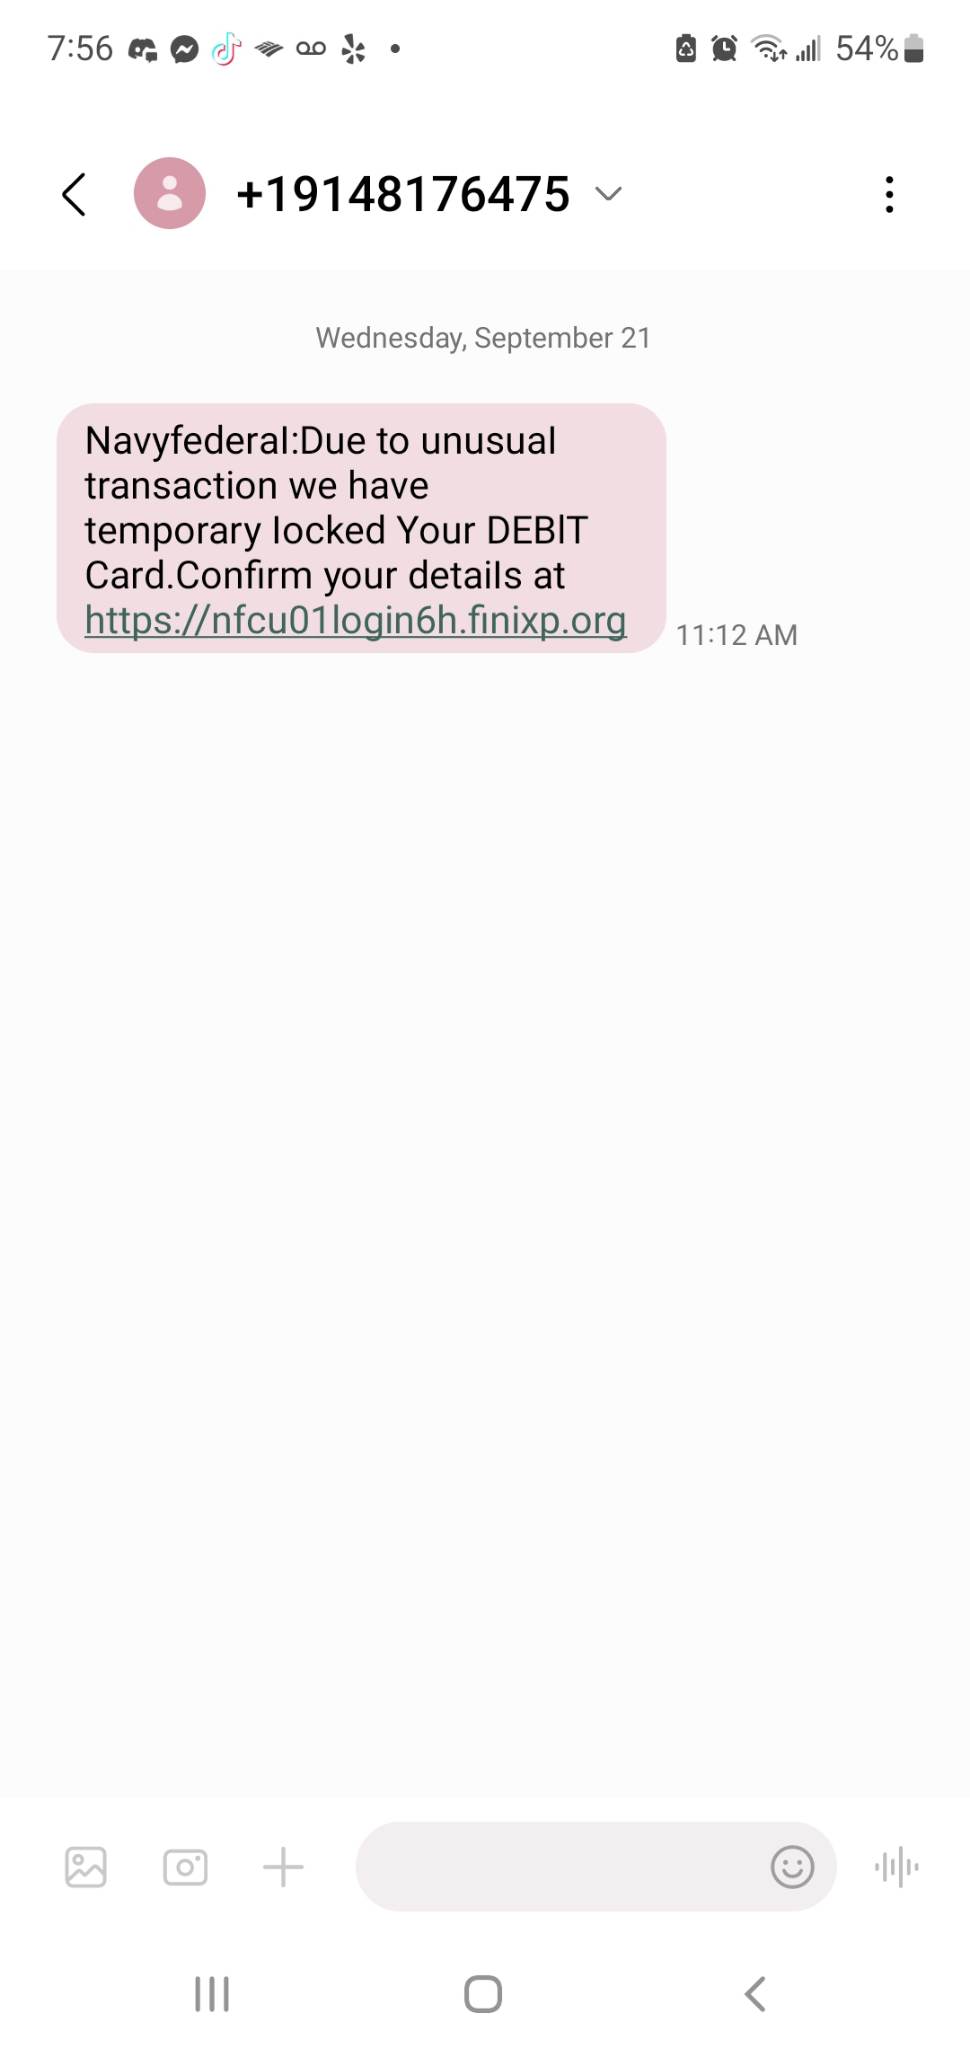 7:56
54%
+19148176475
Wednesday, September 21
Navyfederal:Due to unusual
transaction we have
temporary locked Your DEBlT
Card.Confirm your details at
https://nfcu01login6h.finixp.org
11:12 AM